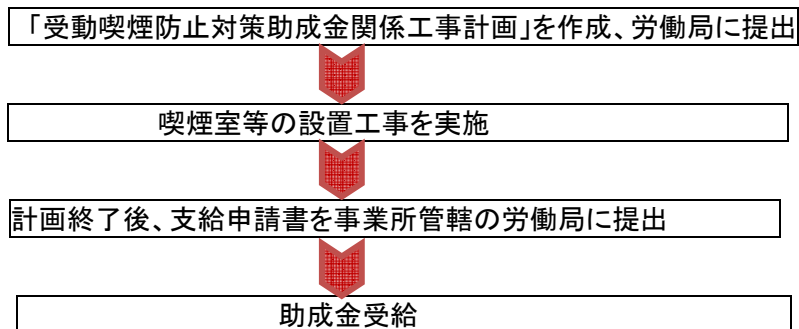 「受動喫煙防止対策助成金関係工事計画」を作成、労働局に提出
喫煙室等の設置工事を実施
計画終了後、支給申請書を事業所管轄の労働局に提出
助成金受給